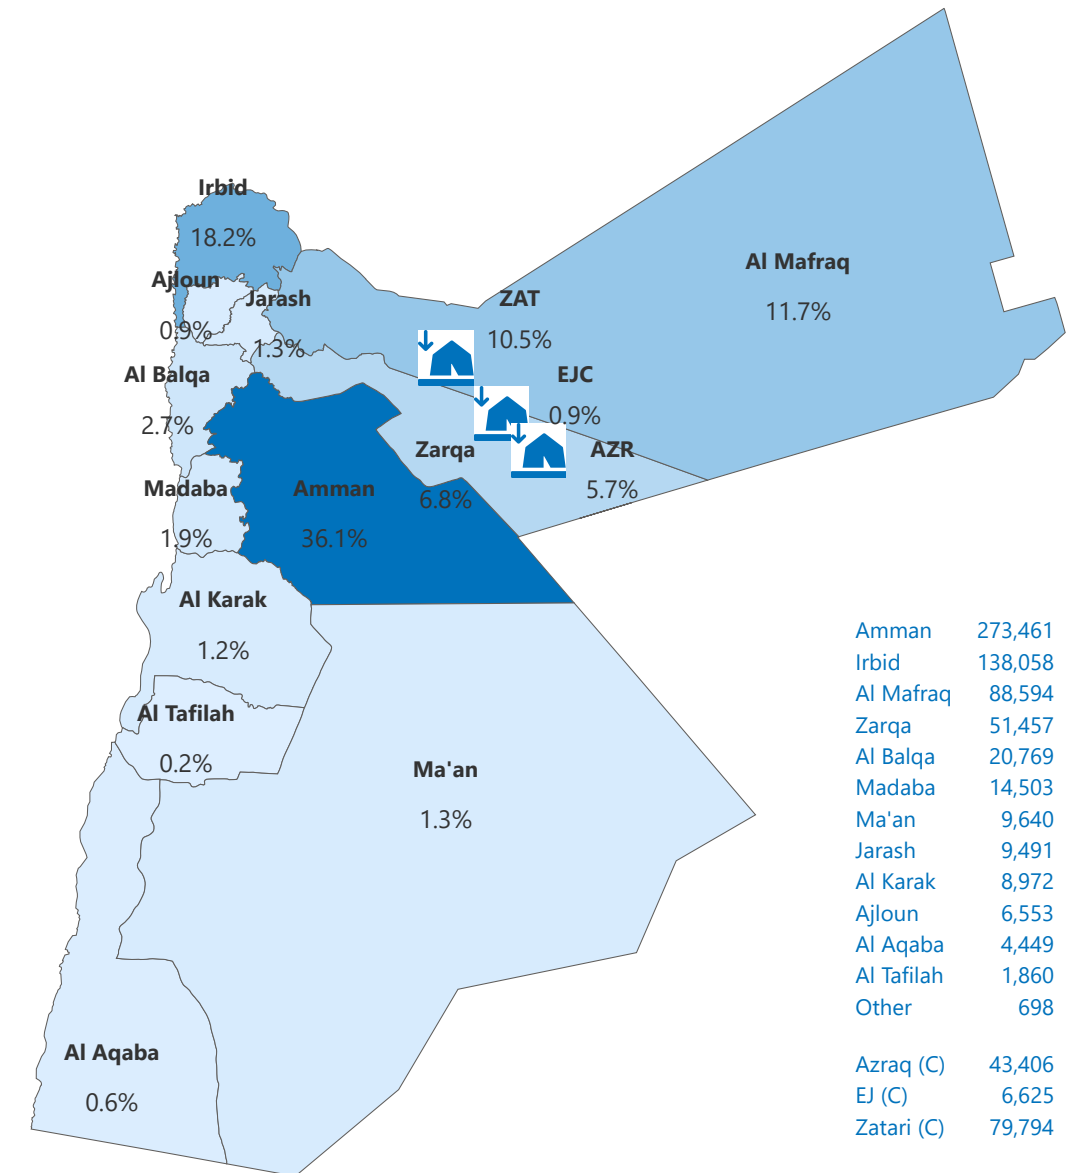 Irbid
18.2%
Ajloun
0.9%
Jarash
1.3%
ZAT
10.5%
Al Mafraq
11.7%
EJC
0.9%
Al Balqa
2.7%
Zarqa
6.8%
AZR
5.7%
Madaba
1.9%
Amman
36.1%
Al Karak
1.2%
Al Tafilah
0.2%
Ma'an
1.3%
Al Aqaba
0.6%
Amman 273,461
Irbid 138,058
Al Mafraq 88,594
Zarqa 51,457
Al Balqa 20,769
Madaba 14,503
Ma'an 9,640
Jarash 9,491
Al Karak 8,972
Ajloun 6,553
Al Aqaba 4,449
Al Tafilah 1,860
Other 698
Azraq (C) 43,406
EJ (C) 6,625
Zatari (C) 79,794